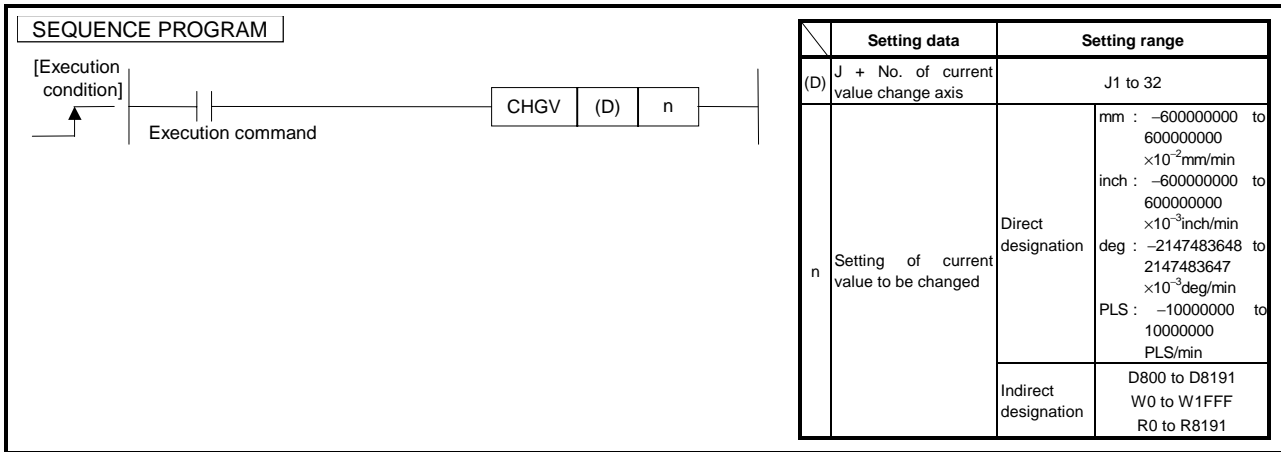 SEQUENCE PROGRAM
[Execution
condition]
Execution command
CHGV (D) n
Setting data Setting range
(D) J + No. of current
value change axis
J1 to 32
n Setting of current
value to be changed
Direct
designation
mm : −600000000 to
600000000
×10⁻²mm/min
inch : −600000000 to
600000000
×10⁻³inch/min
deg : −2147483648 to
2147483647
×10⁻³deg/min
PLS : −10000000 to
10000000
PLS/min
Indirect
designation
D800 to D8191
W0 to W1FFF
R0 to R8191